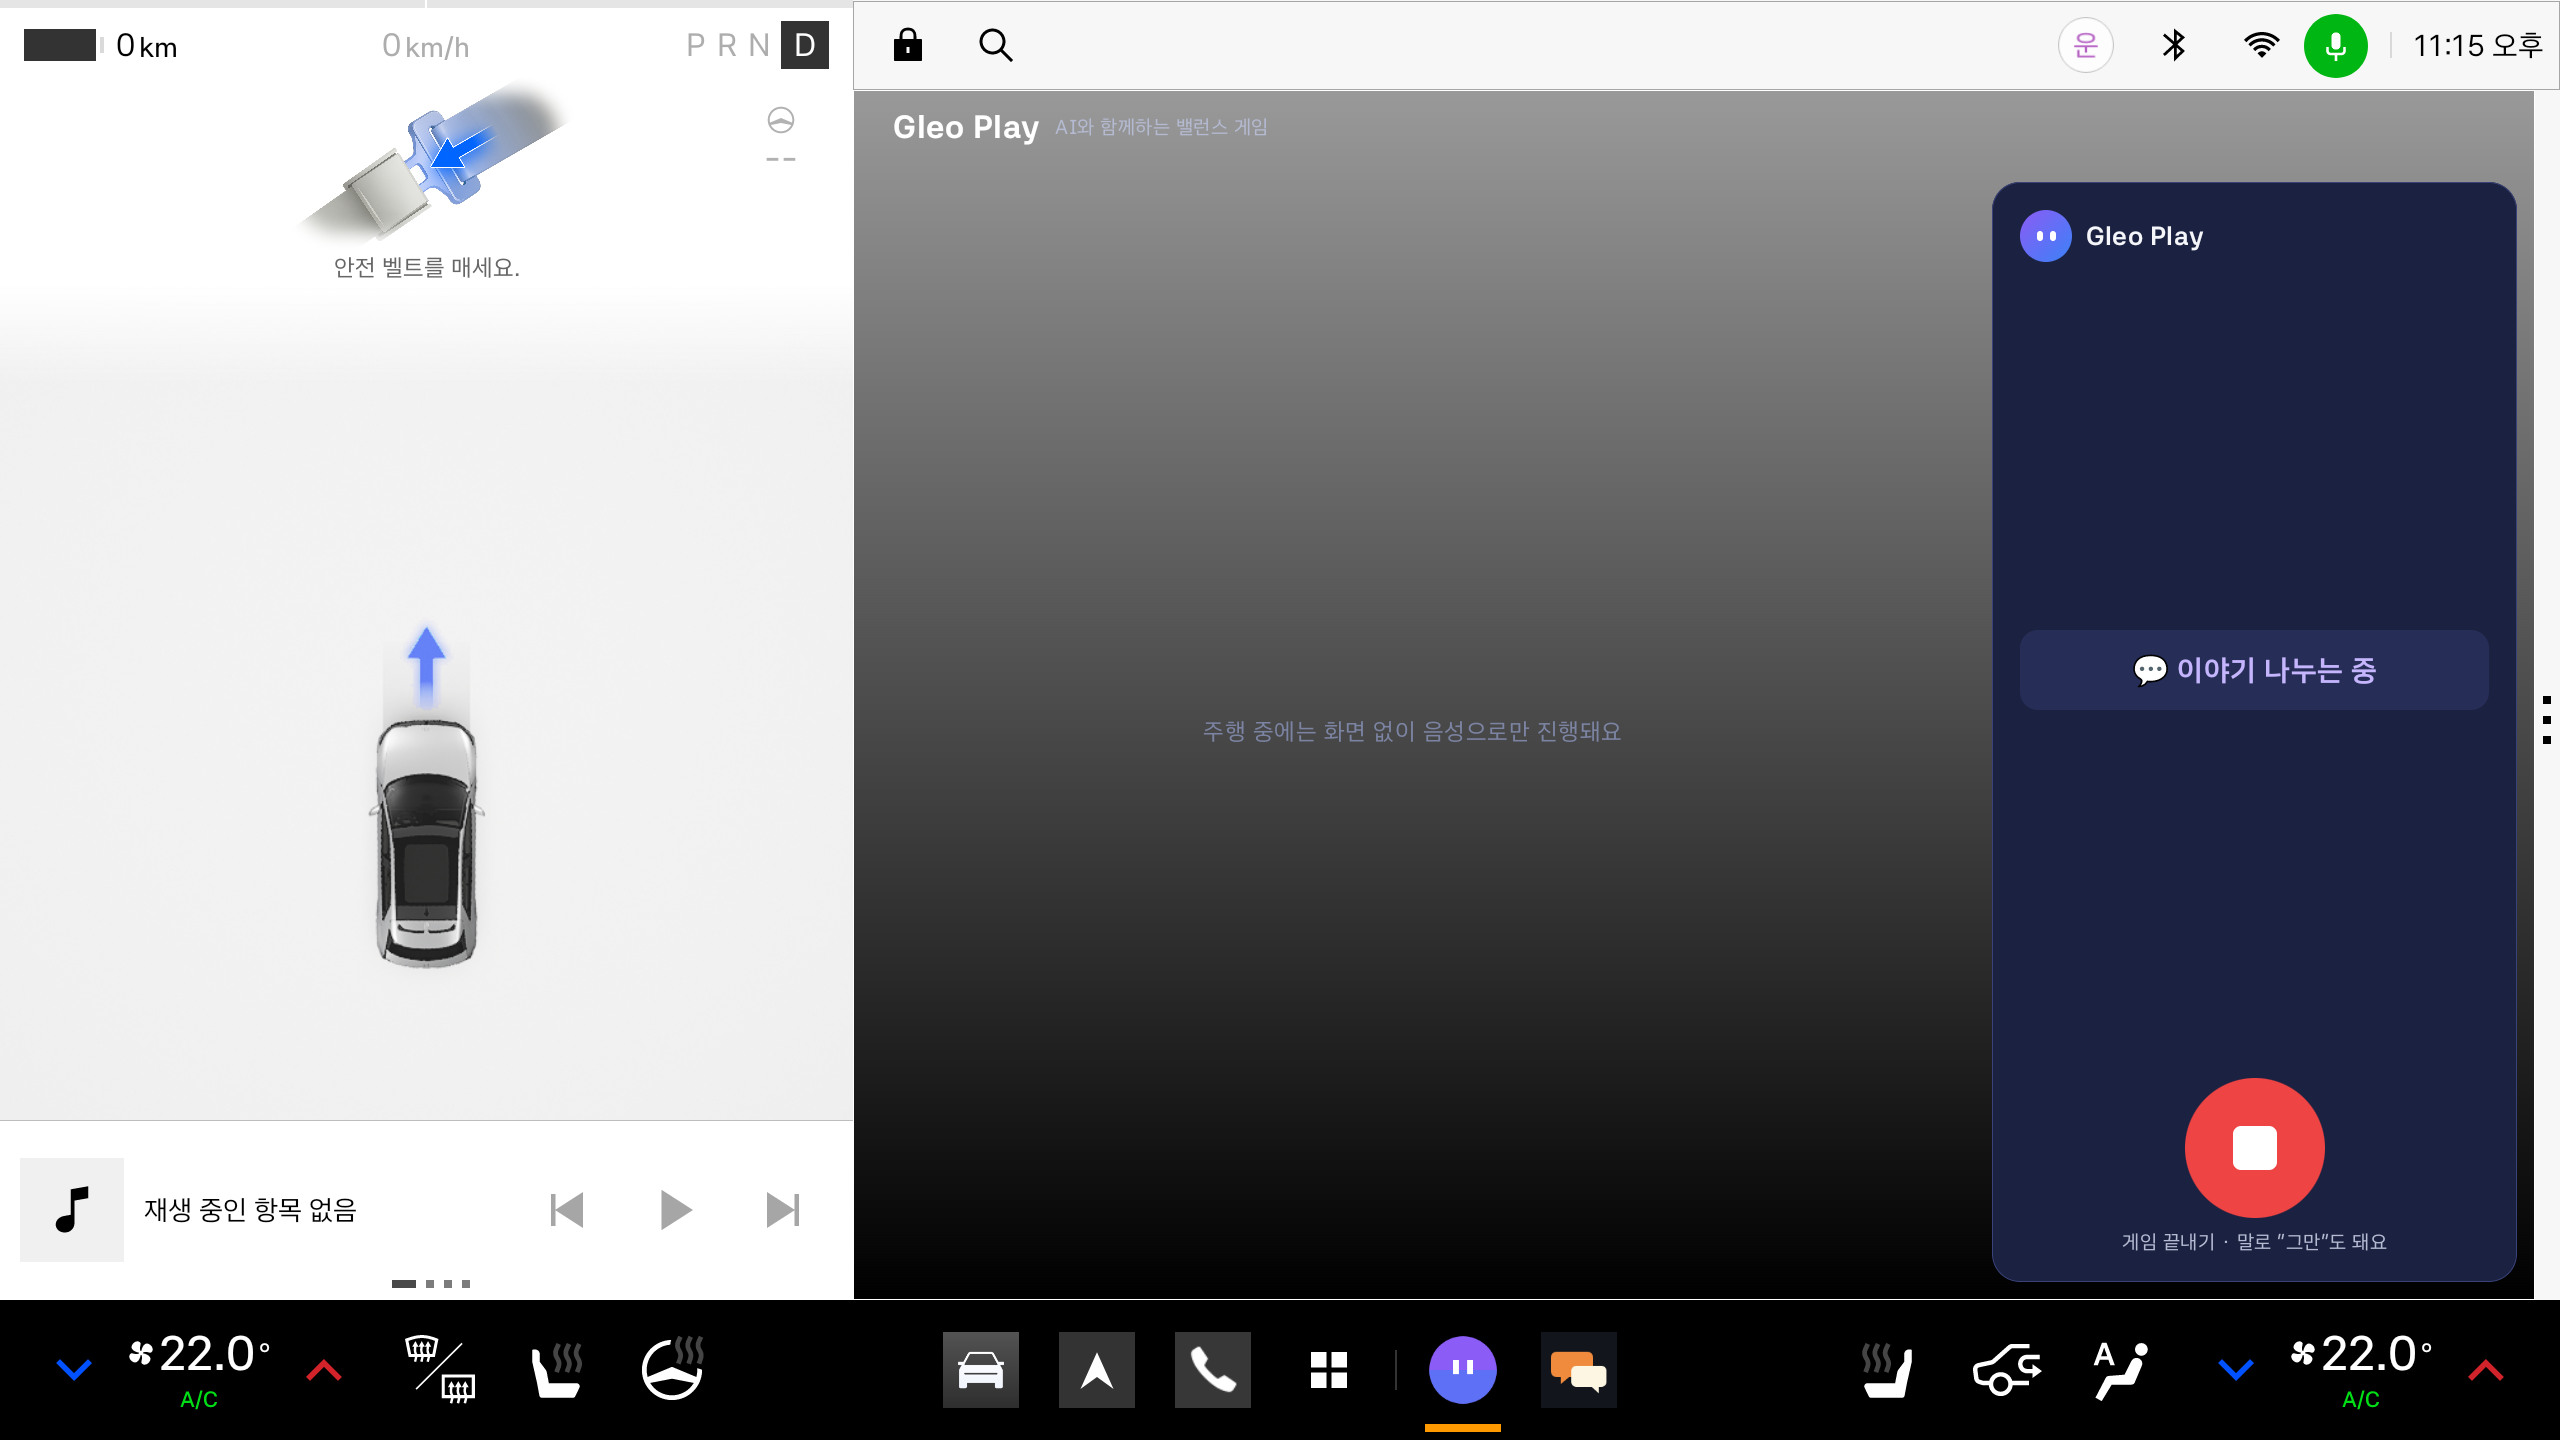 0 km
0 km/h
P R N D
안전 벨트를 매세요.
--
재생 중인 항목 없음
운
11:15 오후
Gleo Play AI와 함께하는 밸런스 게임
주행 중에는 화면 없이 음성으로만 진행돼요
Gleo Play
이야기 나누는 중
게임 끝내기 · 말로 "그만"도 돼요
22.0°
A/C
A
22.0°
A/C